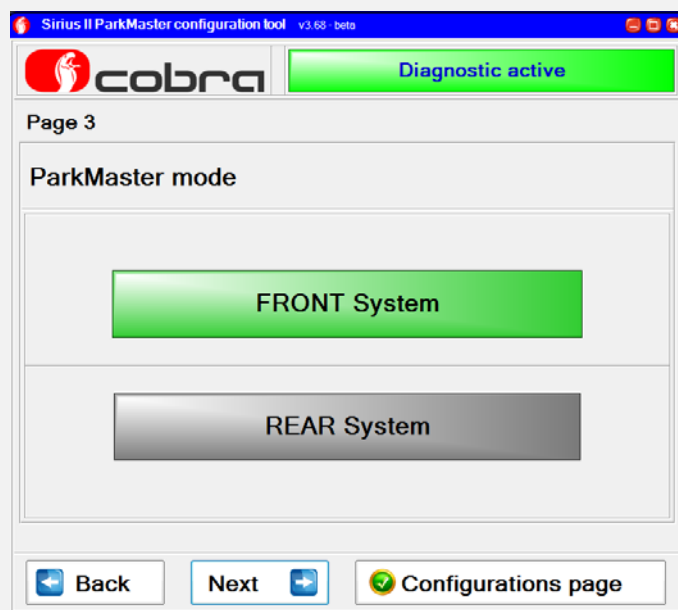 Sirius II ParkMaster configuration tool v3.68 - beta
cobra
Diagnostic active
Page 3
ParkMaster mode
FRONT System
REAR System
Back
Next
Configurations page